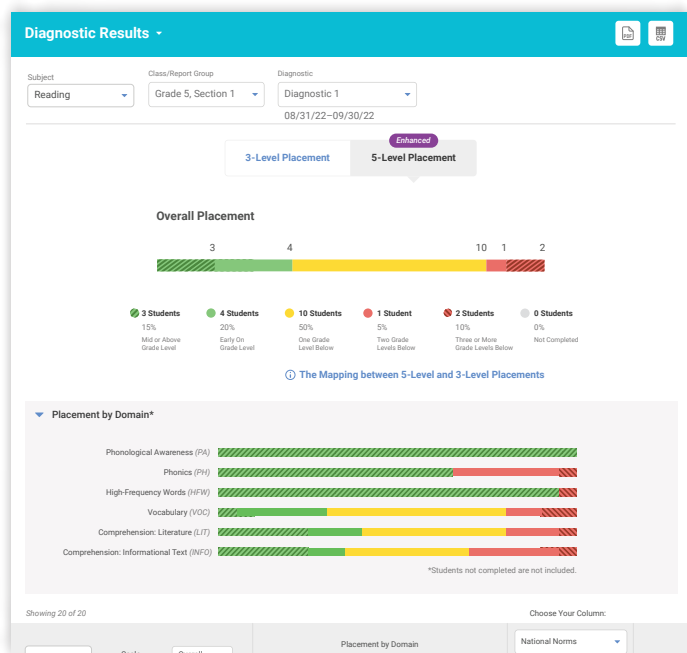 Diagnostic Results
PDF
CSV
Subject
Class/Report Group
Diagnostic
Reading
Grade 5, Section 1
Diagnostic 1
08/31/22–09/30/22
Enhanced
3-Level Placement
5-Level Placement
Overall Placement
3 4 10 1 2
3 Students
15%
Mid or Above
Grade Level
4 Students
20%
Early On
Grade Level
10 Students
50%
One Grade
Level Below
1 Student
5%
Two Grade
Levels Below
2 Students
10%
Three or More
Grade Levels Below
0 Students
0%
Not Completed
The Mapping between 5-Level and 3-Level Placements
Placement by Domain*
Phonological Awareness (PA)
Phonics (PH)
High-Frequency Words (HFW)
Vocabulary (VOC)
Comprehension: Literature (LIT)
Comprehension: Informational Text (INFO)
*Students not completed are not included.
Showing 20 of 20
Choose Your Column:
Placement by Domain
National Norms